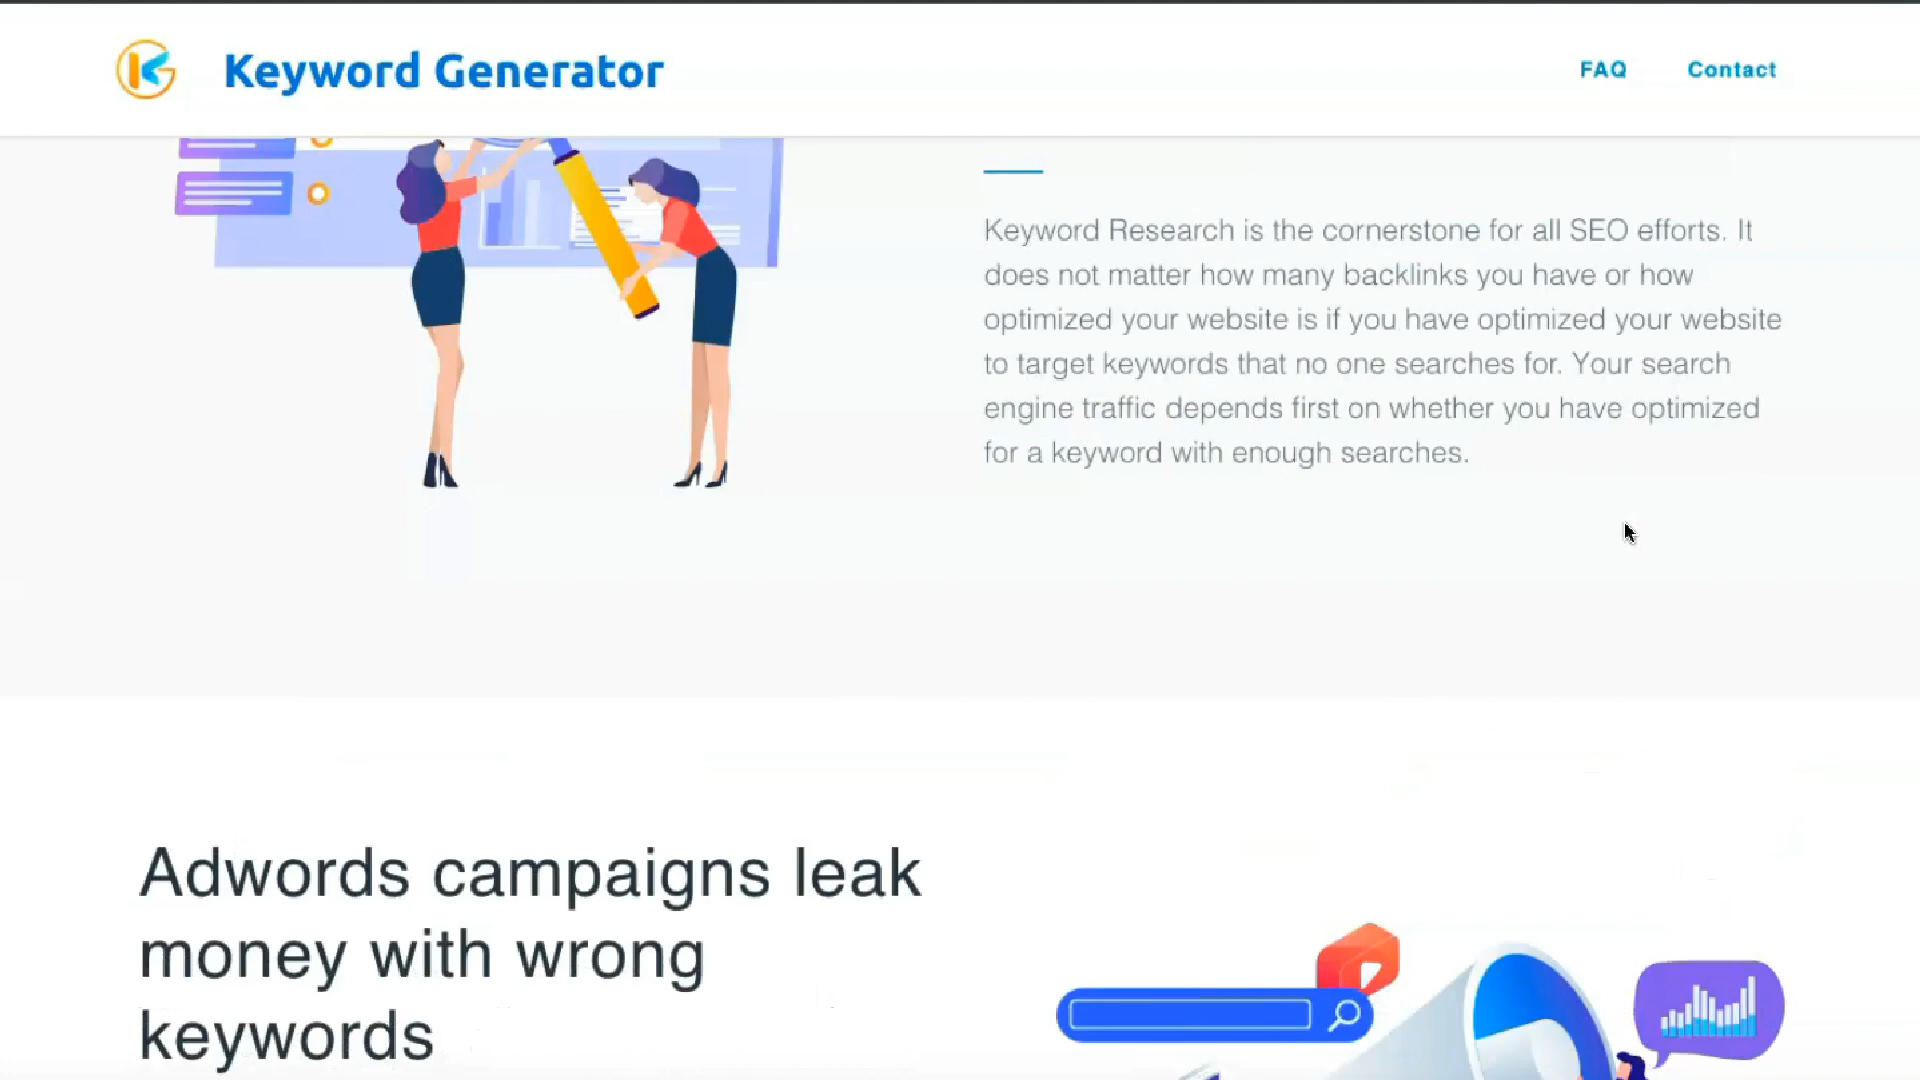 Keyword Generator
FAQ
Contact
Keyword Research is the cornerstone for all SEO efforts. It
does not matter how many backlinks you have or how
optimized your website is if you have optimized your website
to target keywords that no one searches for. Your search
engine traffic depends first on whether you have optimized
for a keyword with enough searches.
Adwords campaigns leak
money with wrong
keywords